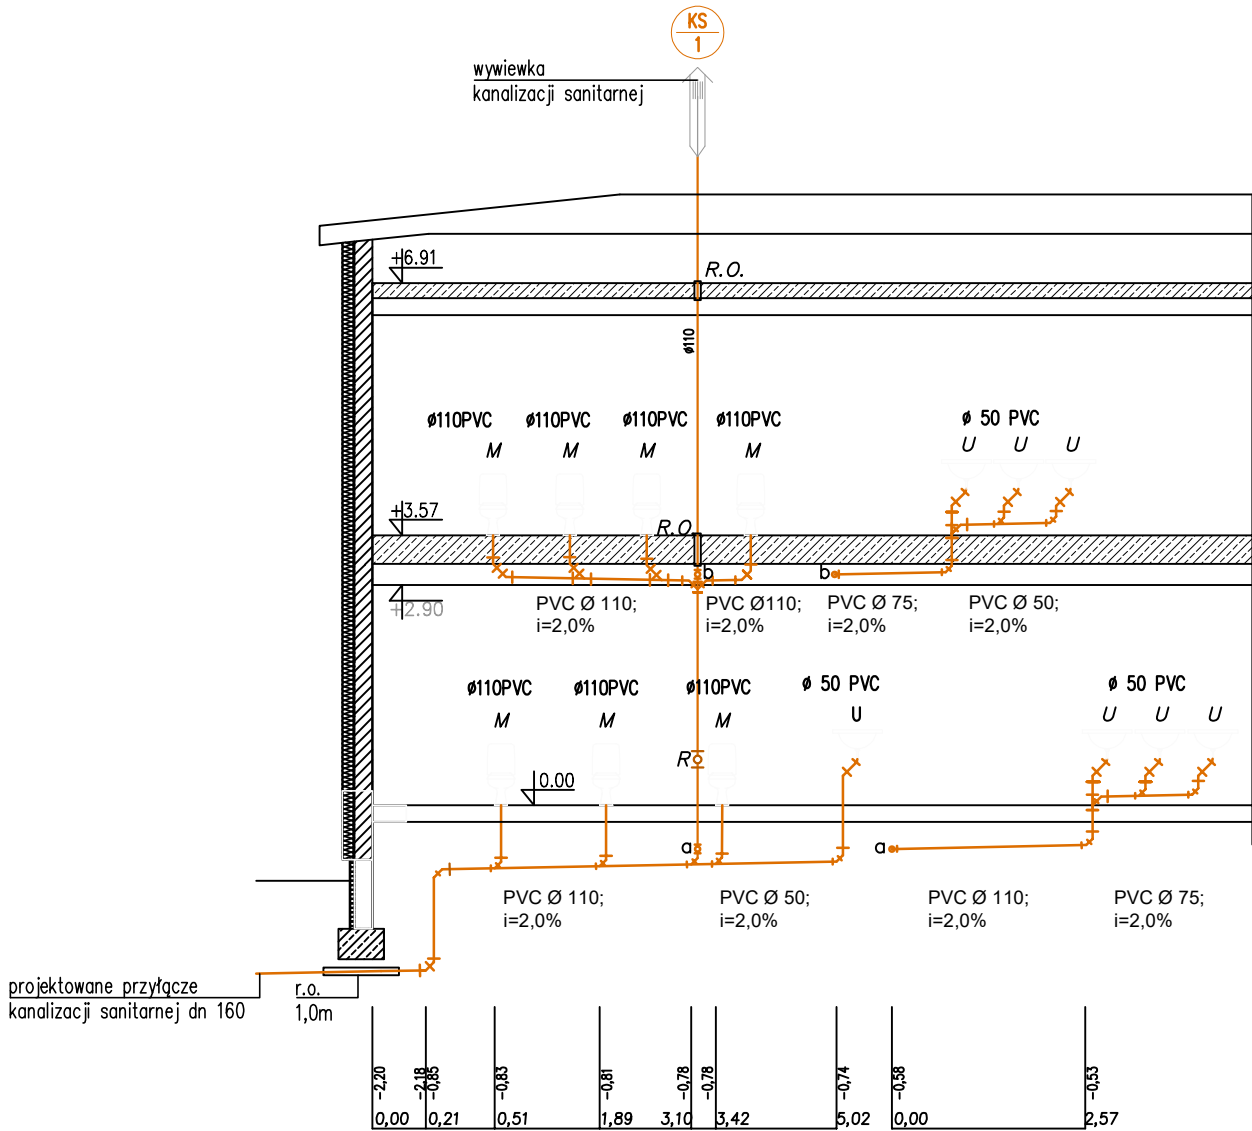 KS
1
wywiewka
kanalizacji sanitarnej
+6.91
R.O.
ø110
ø110PVC ø110PVC ø110PVC ø110PVC ø 50 PVC
M M M M U U U
+3.57
R.O.
b b
+2.90
PVC Ø 110; PVC Ø110; PVC Ø 75; PVC Ø 50;
i=2,0% i=2,0% i=2,0% i=2,0%
ø110PVC ø110PVC ø110PVC ø 50 PVC ø 50 PVC
M M M U U U U
R
0.00
a a
PVC Ø 110; PVC Ø 50; PVC Ø 110; PVC Ø 75;
i=2,0% i=2,0% i=2,0% i=2,0%
projektowane przyłącze
kanalizacji sanitarnej dn 160
r.o.
1,0m
-2,20 -2,18 -0,85 -0,83 -0,81 -0,78 -0,78 -0,74 -0,58 -0,53
0,00 0,21 0,51 1,89 3,10 3,42 5,02 0,00 2,57